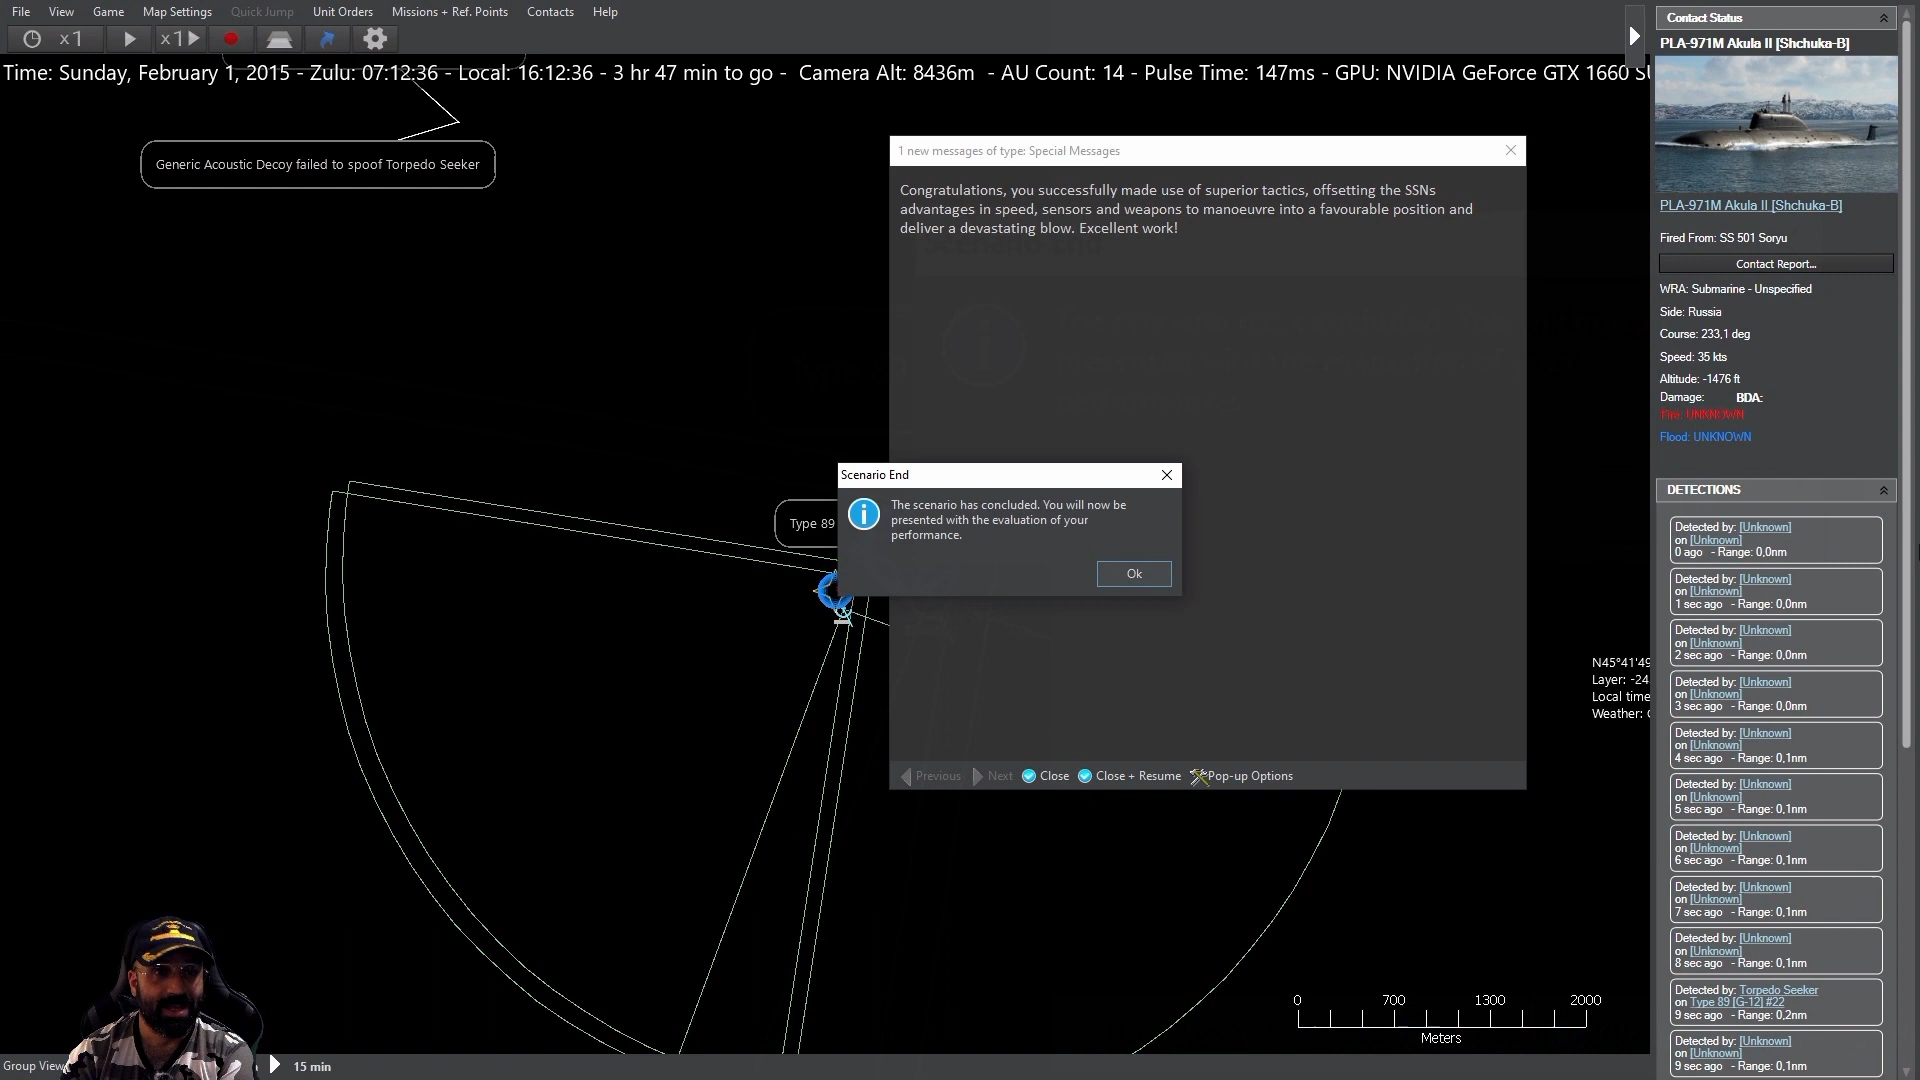 File View Game Map Settings Quick Jump Unit Orders Missions + Ref. Points Contacts Help
x1 x1
Time: Sunday, February 1, 2015 - Zulu: 07:12:36 - Local: 16:12:36 - 3 hr 47 min to go - Camera Alt: 8436m - AU Count: 14 - Pulse Time: 147ms - GPU: NVIDIA GeForce GTX 1660
Generic Acoustic Decoy failed to spoof Torpedo Seeker
1 new messages of type: Special Messages
Congratulations, you successfully made use of superior tactics, offsetting the SSNs
advantages in speed, sensors and weapons to manoeuvre into a favourable position and
deliver a devastating blow. Excellent work!
Type 89
Scenario End
The scenario has concluded. You will now be
presented with the evaluation of your
performance.
Ok
N45°41'49
Layer: -24
Local time
Weather:
Previous Next Close Close + Resume Pop-up Options
0 700 1300 2000
Meters
Group View
15 min
Contact Status
PLA-971M Akula II [Shchuka-B]
PLA-971M Akula II [Shchuka-B]
Fired From: SS 501 Soryu
Contact Report...
WRA: Submarine - Unspecified
Side: Russia
Course: 233,1 deg
Speed: 35 kts
Altitude: -1476 ft
Damage: BDA:
Fire: UNKNOWN
Flood: UNKNOWN
DETECTIONS
Detected by: [Unknown]
on [Unknown]
0 ago - Range: 0,0nm
Detected by: [Unknown]
on [Unknown]
1 sec ago - Range: 0,0nm
Detected by: [Unknown]
on [Unknown]
2 sec ago - Range: 0,0nm
Detected by: [Unknown]
on [Unknown]
3 sec ago - Range: 0,0nm
Detected by: [Unknown]
on [Unknown]
4 sec ago - Range: 0,1nm
Detected by: [Unknown]
on [Unknown]
5 sec ago - Range: 0,1nm
Detected by: [Unknown]
on [Unknown]
6 sec ago - Range: 0,1nm
Detected by: [Unknown]
on [Unknown]
7 sec ago - Range: 0,1nm
Detected by: [Unknown]
on [Unknown]
8 sec ago - Range: 0,1nm
Detected by: Torpedo Seeker
on Type 89 [G-12] #22
9 sec ago - Range: 0,2nm
Detected by: [Unknown]
on [Unknown]
9 sec ago - Range: 0,1nm